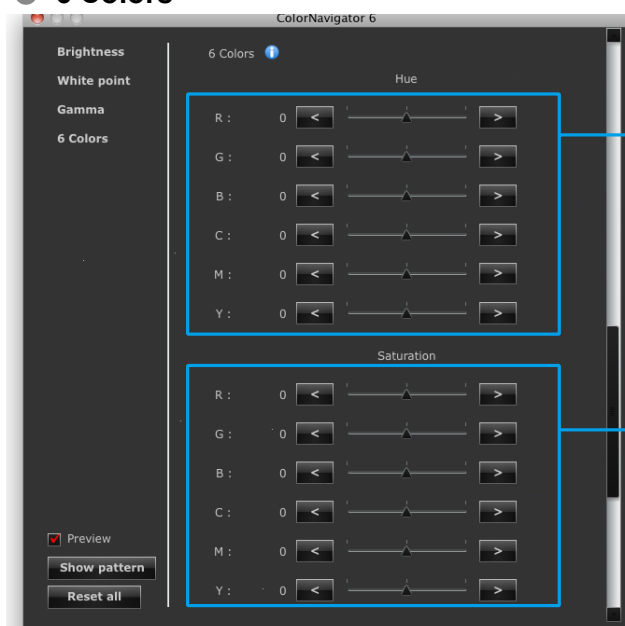 6 Colors
ColorNavigator 6
Brightness
White point
Gamma
6 Colors
Preview
Show pattern
Reset all
6 Colors
Hue
R : 0 < >
G : 0 < >
B : 0 < >
C : 0 < >
M : 0 < >
Y : 0 < >
Saturation
R : 0 < >
G : 0 < >
B : 0 < >
C : 0 < >
M : 0 < >
Y : 0 < >